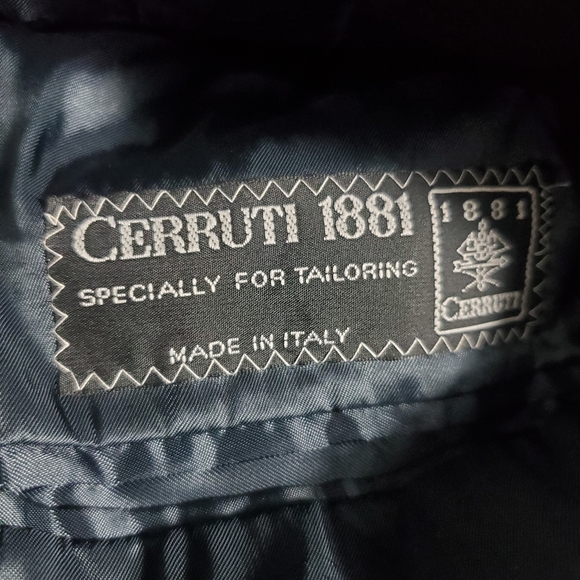 CERRUTI 1881
SPECIALLY FOR TAILORING
MADE IN ITALY
1881
CERRUTI